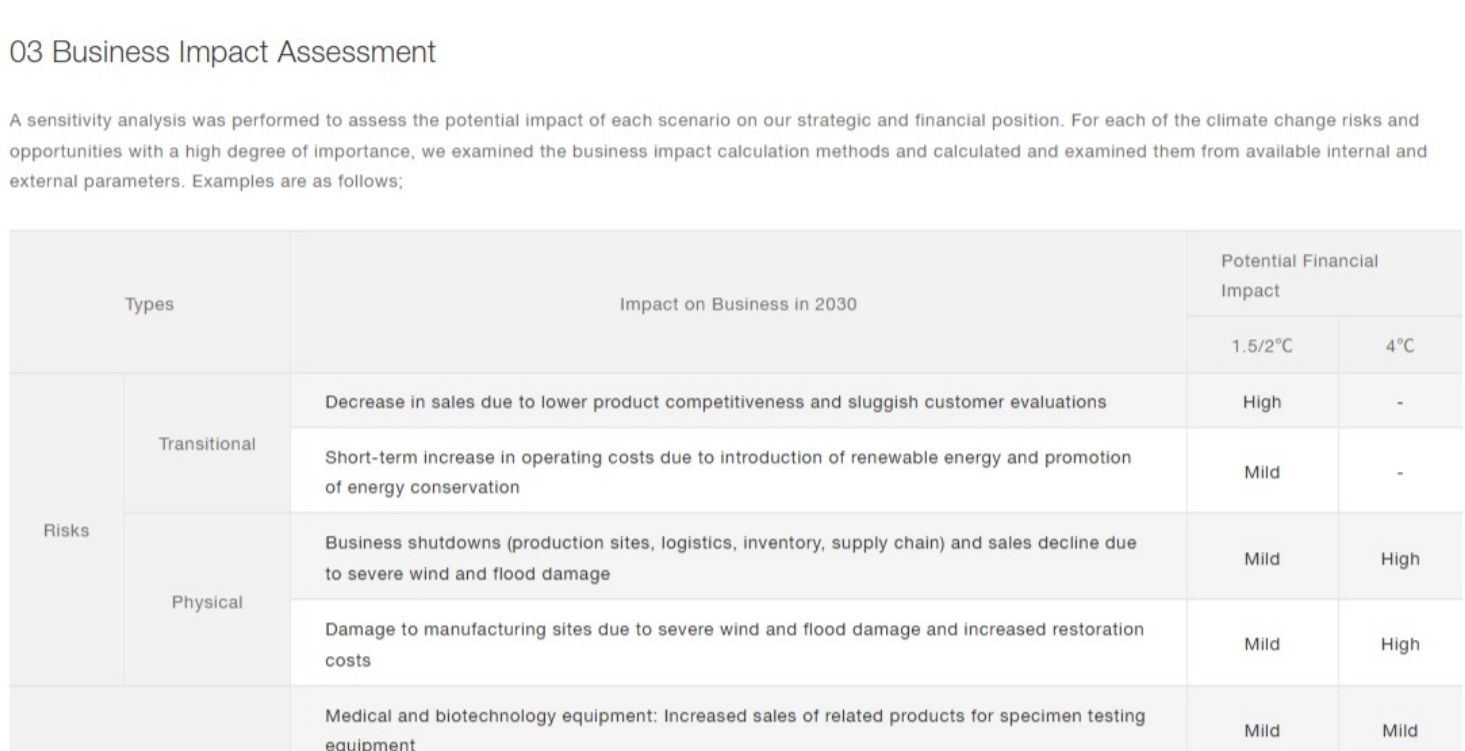 03 Business Impact Assessment
A sensitivity analysis was performed to assess the potential impact of each scenario on our strategic and financial position. For each of the climate change risks and
opportunities with a high degree of importance, we examined the business impact calculation methods and calculated and examined them from available internal and
external parameters. Examples are as follows;
Types
Impact on Business in 2030
Potential Financial
Impact
1.5/2℃
4℃
Risks
Transitional
Decrease in sales due to lower product competitiveness and sluggish customer evaluations
High
-
Short-term increase in operating costs due to introduction of renewable energy and promotion
of energy conservation
Mild
-
Physical
Business shutdowns (production sites, logistics, inventory, supply chain) and sales decline due
to severe wind and flood damage
Mild
High
Damage to manufacturing sites due to severe wind and flood damage and increased restoration
costs
Mild
High
Medical and biotechnology equipment: Increased sales of related products for specimen testing
equipment
Mild
Mild